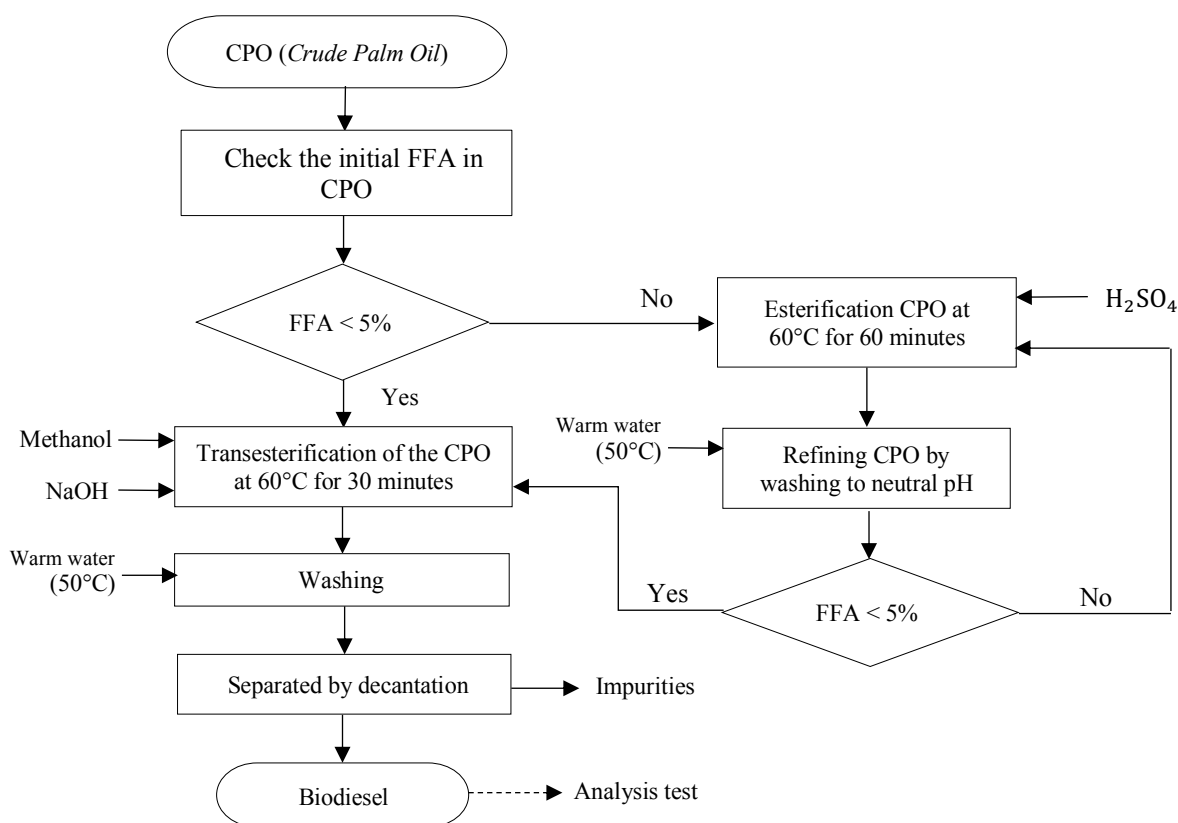 CPO (Crude Palm Oil)
Check the initial FFA in
CPO
FFA < 5%
No
Yes
Esterification CPO at
60°C for 60 minutes
H₂SO₄
Warm water
(50°C)
Refining CPO by
washing to neutral pH
FFA < 5%
Yes
No
Methanol
NaOH
Transesterification of the CPO
at 60°C for 30 minutes
Warm water
(50°C)
Washing
Separated by decantation
Impurities
Biodiesel
Analysis test